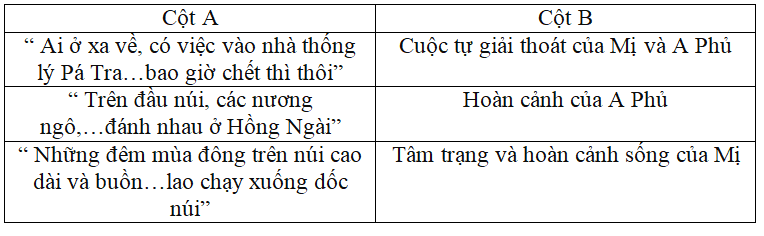 Cột A
Cột B
“ Ai ở xa về, có việc vào nhà thống
lý Pá Tra…bao giờ chết thì thôi”
Cuộc tự giải thoát của Mị và A Phủ
“ Trên đầu núi, các nương
ngô,…đánh nhau ở Hồng Ngài”
Hoàn cảnh của A Phủ
“ Những đêm mùa đông trên núi cao
dài và buồn…lao chạy xuống dốc
núi”
Tâm trạng và hoàn cảnh sống của Mị